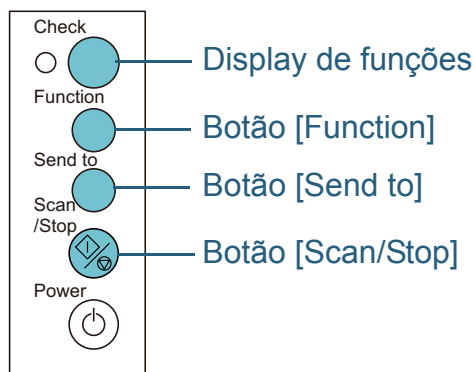 Check
Display de funções
Function
Botão [Function]
Send to
Botão [Send to]
Scan
/Stop
Botão [Scan/Stop]
Power